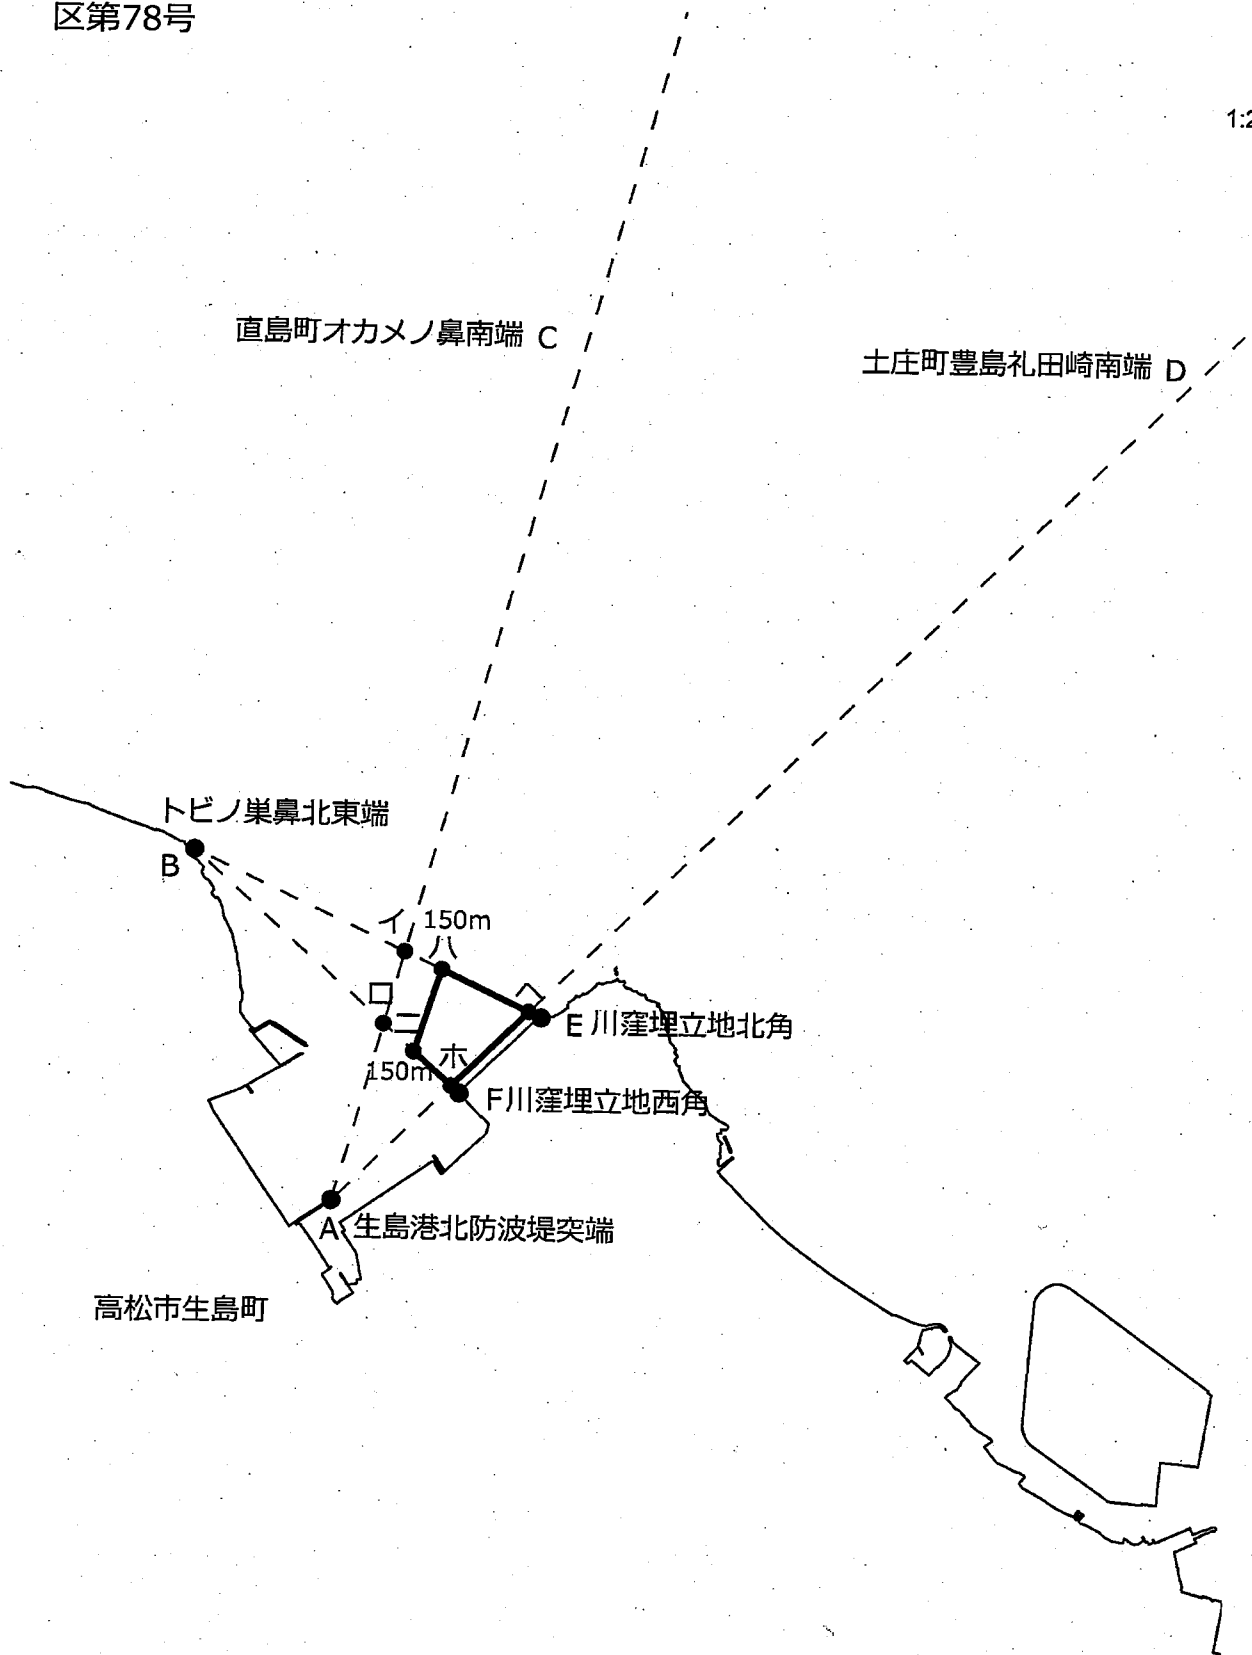 区第78号
1:2
直島町オカメノ鼻南端 C
土庄町豊島礼田崎南端 D
トビノ巣鼻北東端
B
イ 150m
ハ
ロ
ニ
ヘ
E 川窪埋立地北角
ホ
150m
F川窪埋立地西角
A 生島港北防波堤突端
高松市生島町